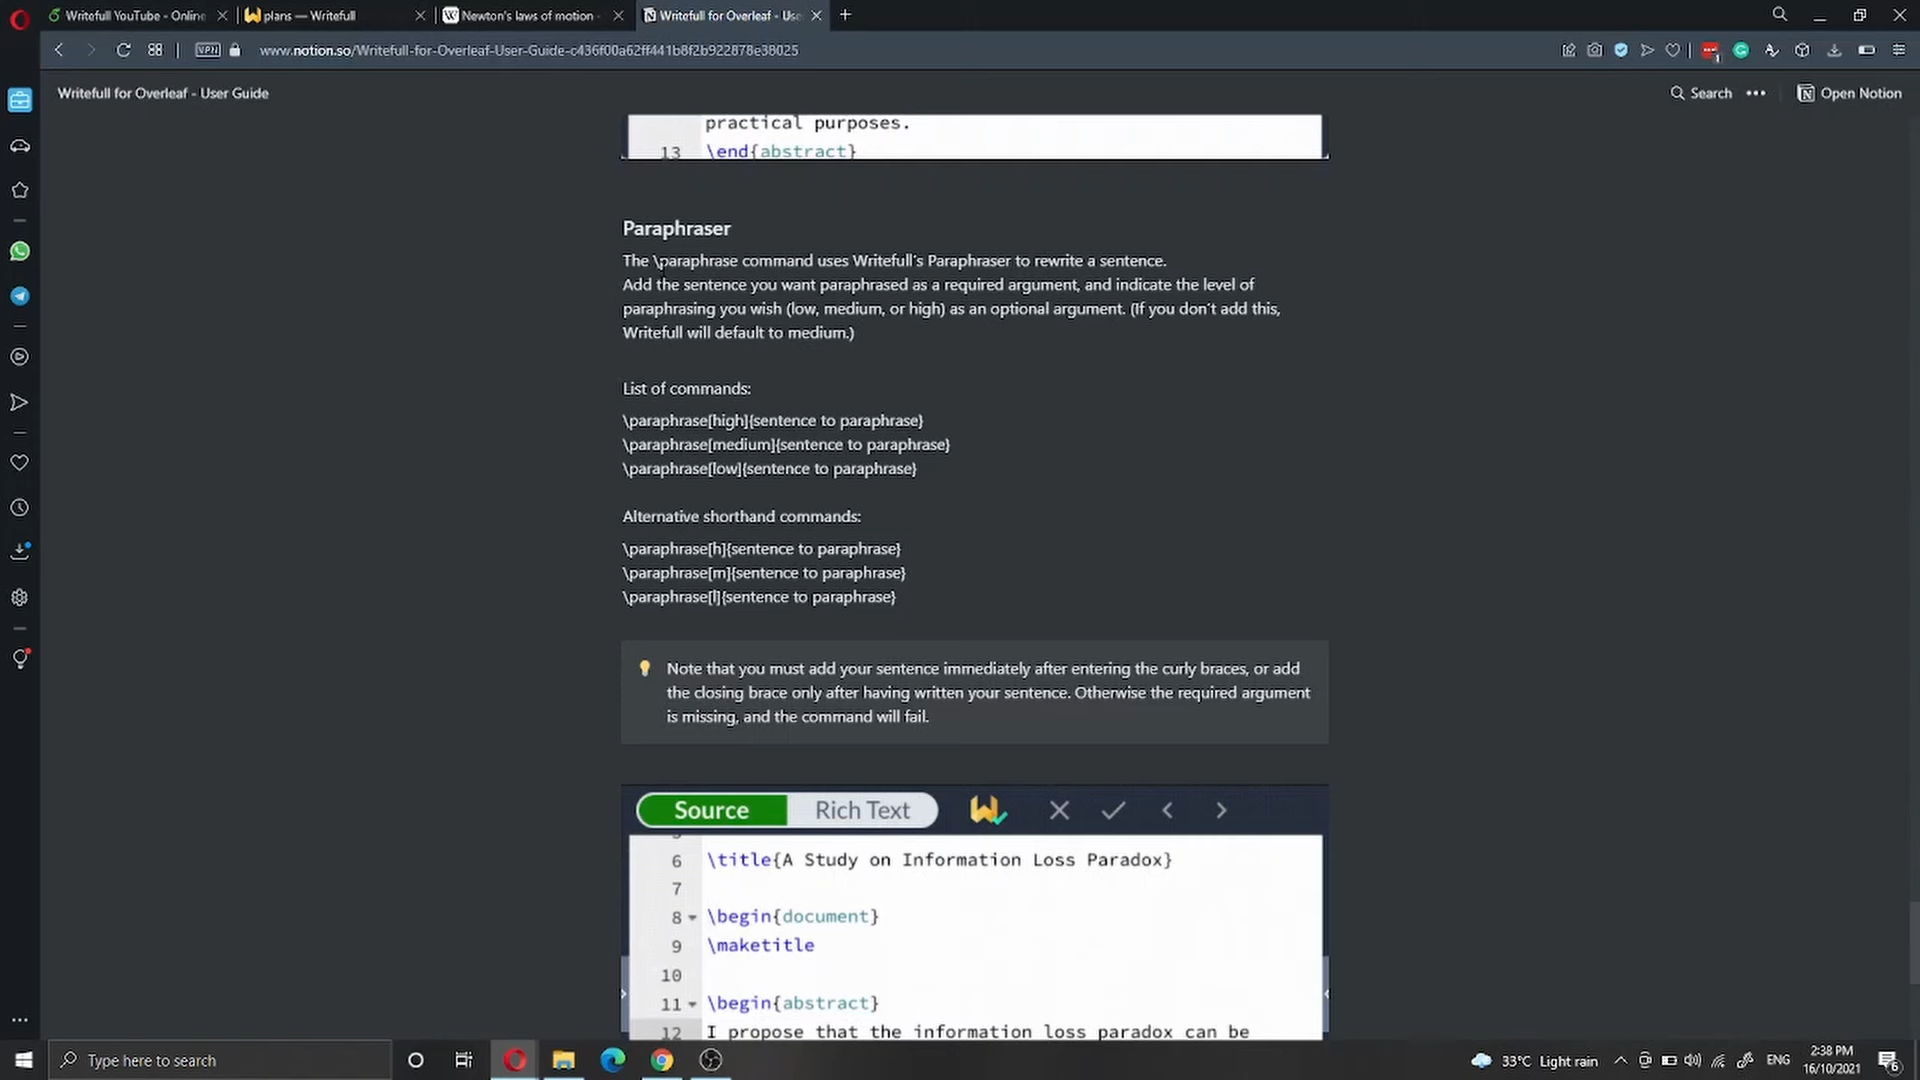 Writefull YouTube - Online
plans — Writefull
Newton's laws of motion -
Writefull for Overleaf - Use
VPN
www.notion.so/Writefull-for-Overleaf-User-Guide-c436f00a62ff441b8f2b922878e38025
Writefull for Overleaf - User Guide
Search
Open Notion
practical purposes.
13 \end{abstract}
Paraphraser
The \paraphrase command uses Writefull's Paraphraser to rewrite a sentence.
Add the sentence you want paraphrased as a required argument, and indicate the level of
paraphrasing you wish (low, medium, or high) as an optional argument. (If you don't add this,
Writefull will default to medium.)
List of commands:
\paraphrase[high]{sentence to paraphrase}
\paraphrase[medium]{sentence to paraphrase}
\paraphrase[low]{sentence to paraphrase}
Alternative shorthand commands:
\paraphrase[h]{sentence to paraphrase}
\paraphrase[m]{sentence to paraphrase}
\paraphrase[l]{sentence to paraphrase}
Note that you must add your sentence immediately after entering the curly braces, or add
the closing brace only after having written your sentence. Otherwise the required argument
is missing, and the command will fail.
Source Rich Text
6 \title{A Study on Information Loss Paradox}
7
8 \begin{document}
9 \maketitle
10
11 \begin{abstract}
12 I propose that the information loss paradox can be
Type here to search
33°C Light rain
ENG
2:38 PM
16/10/2021
6